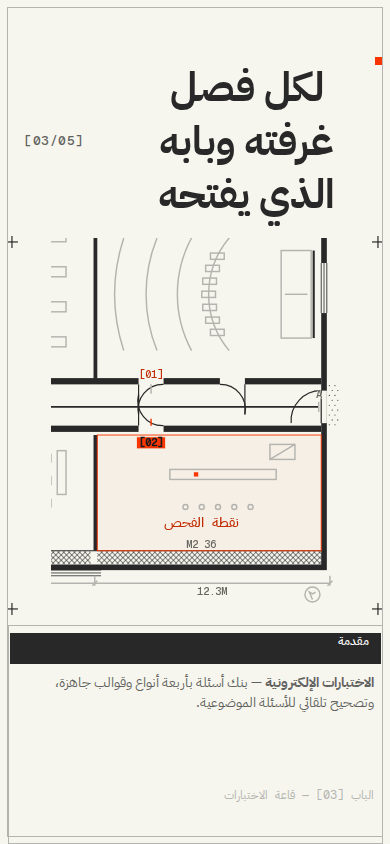 لكل فصل
غرفته وبابه
الذي يفتحه
[03/05]
[01]
A
[02]
نقطة الفحص
M2 36
12.3M
٢
مقدمة
الاختبارات الإلكترونية — بنك أسئلة بأربعة أنواع وقوالب جاهزة،
وتصحيح تلقائي للأسئلة الموضوعية.
الباب [03] — قاعة الاختبارات